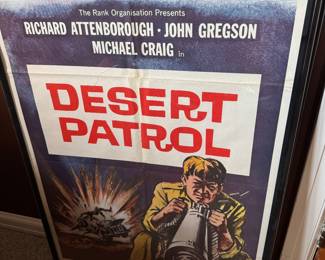 The Rank Organisation Presents
RICHARD ATTENBOROUGH · JOHN GREGSON
MICHAEL CRAIG in
DESERT
PATROL